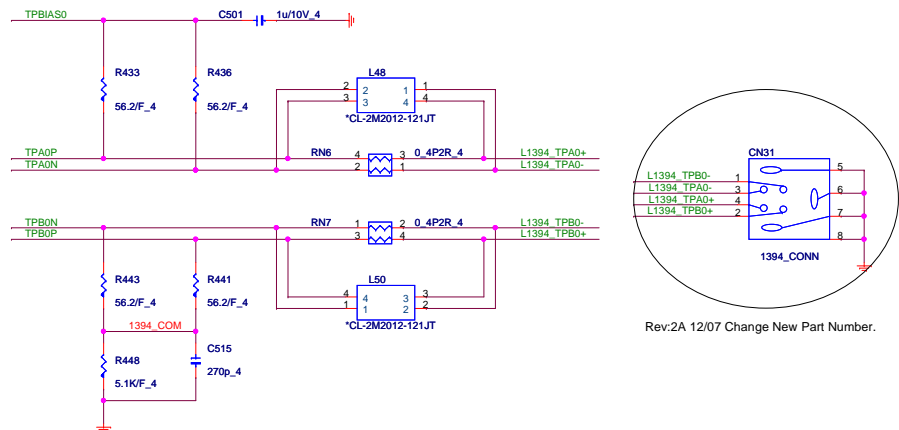 TPBIAS0
C501
1u/10V_4
R433
56.2/F_4
R436
56.2/F_4
L48
2 2 1 1
3 3 4 4
*CL-2M2012-121JT
TPA0P
TPA0N
RN6
4 3
2 1
0_4P2R_4
L1394_TPA0+
L1394_TPA0-
TPB0N
TPB0P
RN7
1 2
3 4
0_4P2R_4
L1394_TPB0-
L1394_TPB0+
R443
56.2/F_4
R441
56.2/F_4
L50
4 4 3 3
1 1 2 2
*CL-2M2012-121JT
1394_COM
R448
5.1K/F_4
C515
270p_4
CN31
L1394_TPB0- 1
L1394_TPA0- 3
L1394_TPA0+ 4
L1394_TPB0+ 2
5
6
7
8
1394_CONN
Rev:2A 12/07 Change New Part Number.